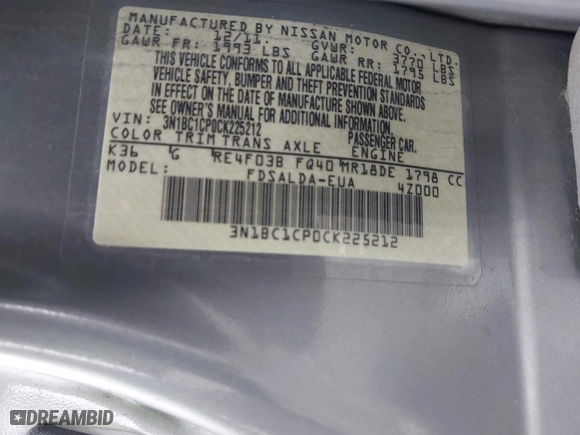 MANUFACTURED BY NISSAN MOTOR CO., LTD.
DATE: 12/11 GVWR: 3770 LBS
GAWR FR: 1993 LBS GAWR RR: 1795 LBS
THIS VEHICLE CONFORMS TO ALL APPLICABLE FEDERAL MOTOR
VEHICLE SAFETY, BUMPER AND THEFT PREVENTION STANDARDS
IN EFFECT ON THE DATE OF MANUFACTURE SHOWN ABOVE.
SEE OWNER'S MANUAL FOR ADDITIONAL INFORMATION.
VIN: 3N1BC1CP0CK225212 PASSENGER CAR.
COLOR TRIM TRANS AXLE ENGINE
K36 G RE4F03B FQ40 MR18DE 1798 CC
MODEL: FDSALDA-EUA 4Z000
3N1BC1CP0CK225212
DREAMBID